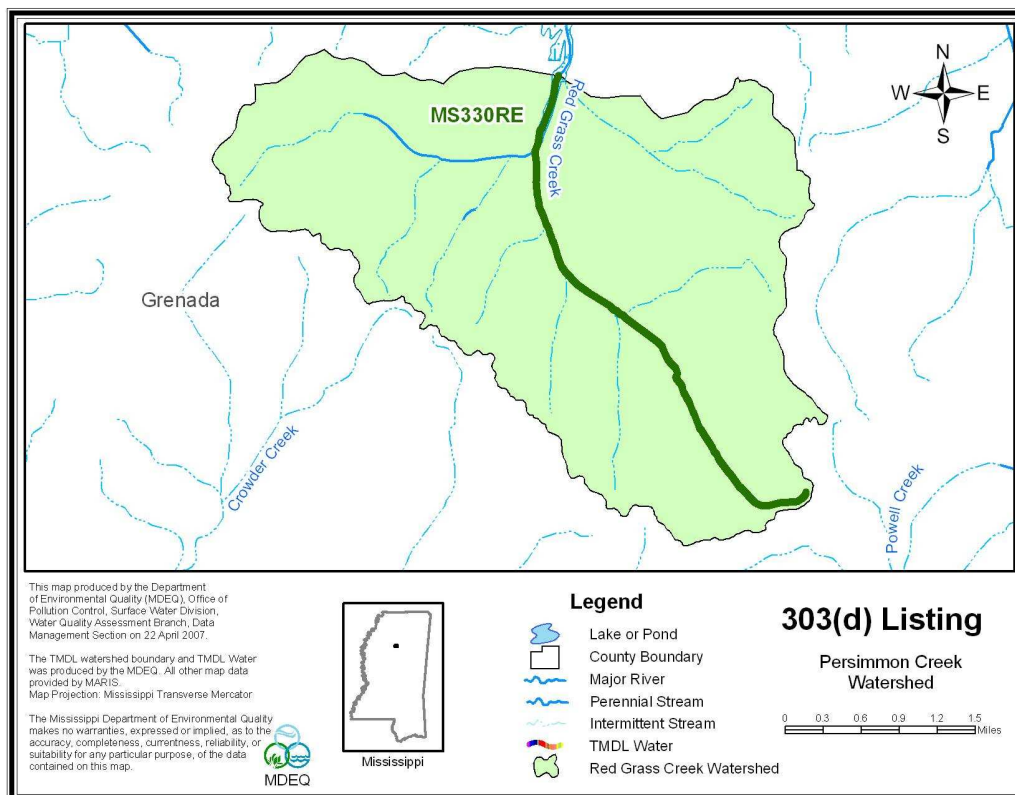 N
W E
S
MS330RE
Red Grass Creek
Grenada
Crowder Creek
Powell Creek
This map produced by the Department
of Environmental Quality (MDEQ), Office of
Pollution Control, Surface Water Division,
Water Quality Assessment Branch, Data
Management Section on 22 April 2007.
The TMDL watershed boundary and TMDL Water
was produced by the MDEQ. All other map data
provided by MARIS.
Map Projection: Mississippi Transverse Mercator
The Mississippi Department of Environmental Quality
makes no warranties, expressed or implied, as to the
accuracy, completeness, currentness, reliability, or
suitability for any particular purpose, of the data
contained on this map.
MDEQ
Mississippi
Legend
Lake or Pond
County Boundary
Major River
Perennial Stream
Intermittent Stream
TMDL Water
Red Grass Creek Watershed
303(d) Listing
Persimmon Creek
Watershed
0 0.3 0.6 0.9 1.2 1.5
Miles